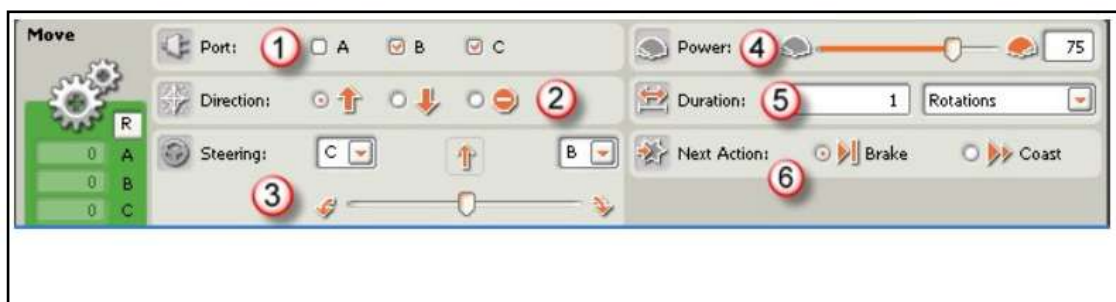 Move
Port: 1 A B C
Power: 4 75
Direction: 2
Duration: 5 1 Rotations
R
0 A
Steering: C B
Next Action: Brake Coast
6
0 B
3
0 C